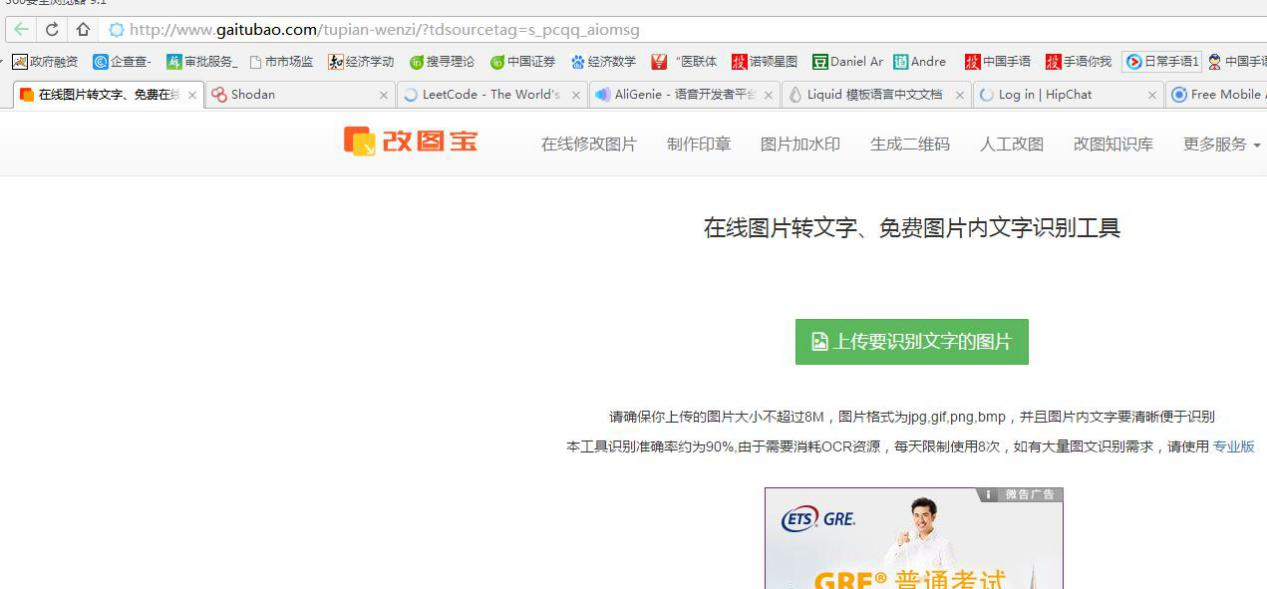 360安全浏览器 9.1
http://www.gaitubao.com/tupian-wenzi/?tdsourcetag=s_pcqq_aiomsg
政府融资 企查查- 审批服务_ 市市场监 经济学动 搜寻理论 中国证券 经济数学 “医联体 诺顿星图 Daniel Ar Andre 中国手语 手语你我 日常手语1 中国手语
在线图片转文字、免费在线 Shodan LeetCode - The World's AliGenie - 语音开发者平台 Liquid 模板语言中文文档 Log in | HipChat Free Mobile
改图宝 在线修改图片 制作印章 图片加水印 生成二维码 人工改图 改图知识库 更多服务
在线图片转文字、免费图片内文字识别工具
上传要识别文字的图片
请确保你上传的图片大小不超过8M，图片格式为jpg,gif,png,bmp，并且图片内文字要清晰便于识别
本工具识别准确率约为90%,由于需要消耗OCR资源，每天限制使用8次，如有大量图文识别需求，请使用 专业版
微告广告
ETS GRE.
GRE® 普通考试